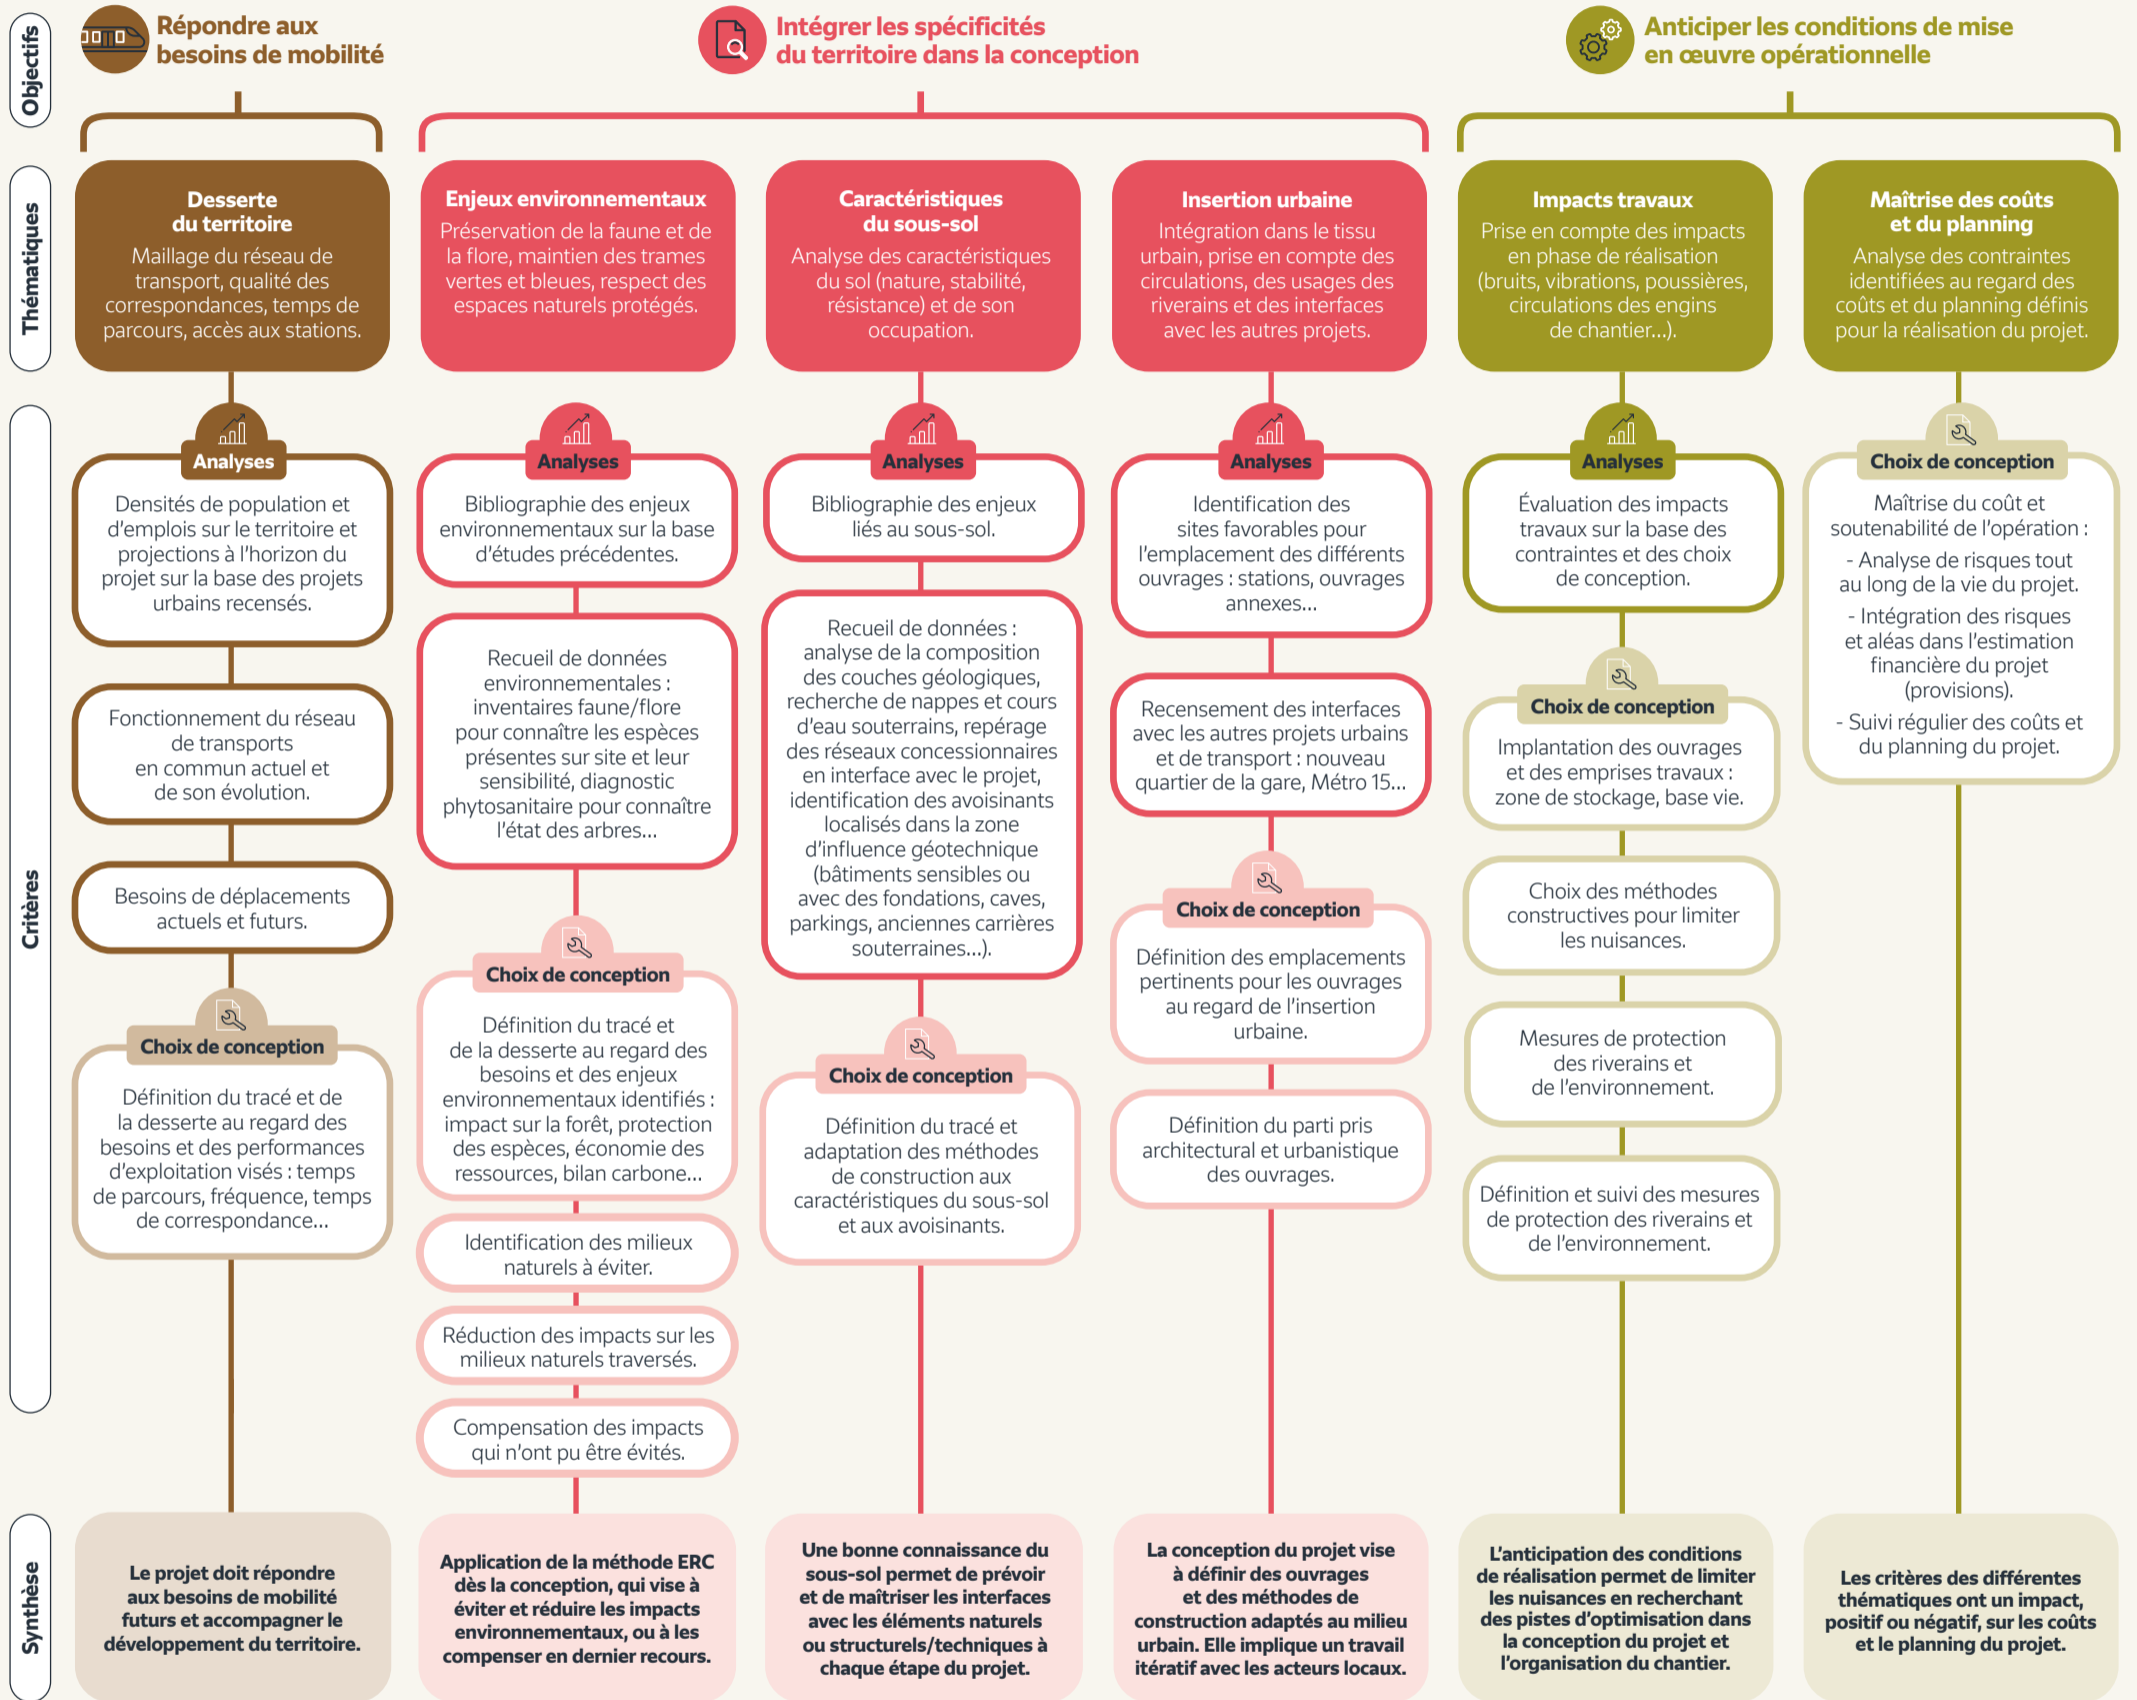 Objectifs
Répondre aux
besoins de mobilité
Intégrer les spécificités
du territoire dans la conception
Anticiper les conditions de mise
en œuvre opérationnelle
Thématiques
Desserte
du territoire
Maillage du réseau de
transport, qualité des
correspondances, temps de
parcours, accès aux stations.
Enjeux environnementaux
Préservation de la faune et de
la flore, maintien des trames
vertes et bleues, respect des
espaces naturels protégés.
Caractéristiques
du sous-sol
Analyse des caractéristiques
du sol (nature, stabilité,
résistance) et de son
occupation.
Insertion urbaine
Intégration dans le tissu
urbain, prise en compte des
circulations, des usages des
riverains et des interfaces
avec les autres projets.
Impacts travaux
Prise en compte des impacts
en phase de réalisation
(bruits, vibrations, poussières,
circulations des engins
de chantier...).
Maîtrise des coûts
et du planning
Analyse des contraintes
identifiées au regard des
coûts et du planning définis
pour la réalisation du projet.
Critères
Analyses
Densités de population et
d'emplois sur le territoire et
projections à l'horizon du
projet sur la base des projets
urbains recensés.
Fonctionnement du réseau
de transports
en commun actuel et
de son évolution.
Besoins de déplacements
actuels et futurs.
Choix de conception
Définition du tracé et de
la desserte au regard des
besoins et des performances
d'exploitation visés : temps
de parcours, fréquence, temps
de correspondance...
Analyses
Bibliographie des enjeux
environnementaux sur la base
d'études précédentes.
Recueil de données
environnementales :
inventaires faune/flore
pour connaître les espèces
présentes sur site et leur
sensibilité, diagnostic
phytosanitaire pour connaître
l'état des arbres...
Choix de conception
Définition du tracé et
de la desserte au regard des
besoins et des enjeux
environnementaux identifiés :
impact sur la forêt, protection
des espèces, économie des
ressources, bilan carbone...
Identification des milieux
naturels à éviter.
Réduction des impacts sur les
milieux naturels traversés.
Compensation des impacts
qui n'ont pu être évités.
Analyses
Bibliographie des enjeux
liés au sous-sol.
Recueil de données :
analyse de la composition
des couches géologiques,
recherche de nappes et cours
d'eau souterrains, repérage
des réseaux concessionnaires
en interface avec le projet,
identification des avoisinants
localisés dans la zone
d'influence géotechnique
(bâtiments sensibles ou
avec des fondations, caves,
parkings, anciennes carrières
souterraines...).
Choix de conception
Définition du tracé et
adaptation des méthodes
de construction aux
caractéristiques du sous-sol
et aux avoisinants.
Analyses
Identification des
sites favorables pour
l'emplacement des différents
ouvrages : stations, ouvrages
annexes...
Recensement des interfaces
avec les autres projets urbains
et de transport : nouveau
quartier de la gare, Métro 15...
Choix de conception
Définition des emplacements
pertinents pour les ouvrages
au regard de l'insertion
urbaine.
Définition du parti pris
architectural et urbanistique
des ouvrages.
Analyses
Évaluation des impacts
travaux sur la base des
contraintes et des choix
de conception.
Choix de conception
Implantation des ouvrages
et des emprises travaux :
zone de stockage, base vie.
Choix des méthodes
constructives pour limiter
les nuisances.
Mesures de protection
des riverains et
de l'environnement.
Définition et suivi des mesures
de protection des riverains et
de l'environnement.
Choix de conception
Maîtrise du coût et
soutenabilité de l'opération :
- Analyse de risques tout
au long de la vie du projet.
- Intégration des risques
et aléas dans l'estimation
financière du projet
(provisions).
- Suivi régulier des coûts et
du planning du projet.
Synthèse
Le projet doit répondre
aux besoins de mobilité
futurs et accompagner le
développement du territoire.
Application de la méthode ERC
dès la conception, qui vise à
éviter et réduire les impacts
environnementaux, ou à les
compenser en dernier recours.
Une bonne connaissance du
sous-sol permet de prévoir
et de maîtriser les interfaces
avec les éléments naturels
ou structurels/techniques à
chaque étape du projet.
La conception du projet vise
à définir des ouvrages
et des méthodes de
construction adaptés au milieu
urbain. Elle implique un travail
itératif avec les acteurs locaux.
L'anticipation des conditions
de réalisation permet de limiter
les nuisances en recherchant
des pistes d'optimisation dans
la conception du projet et
l'organisation du chantier.
Les critères des différentes
thématiques ont un impact,
positif ou négatif, sur les coûts
et le planning du projet.